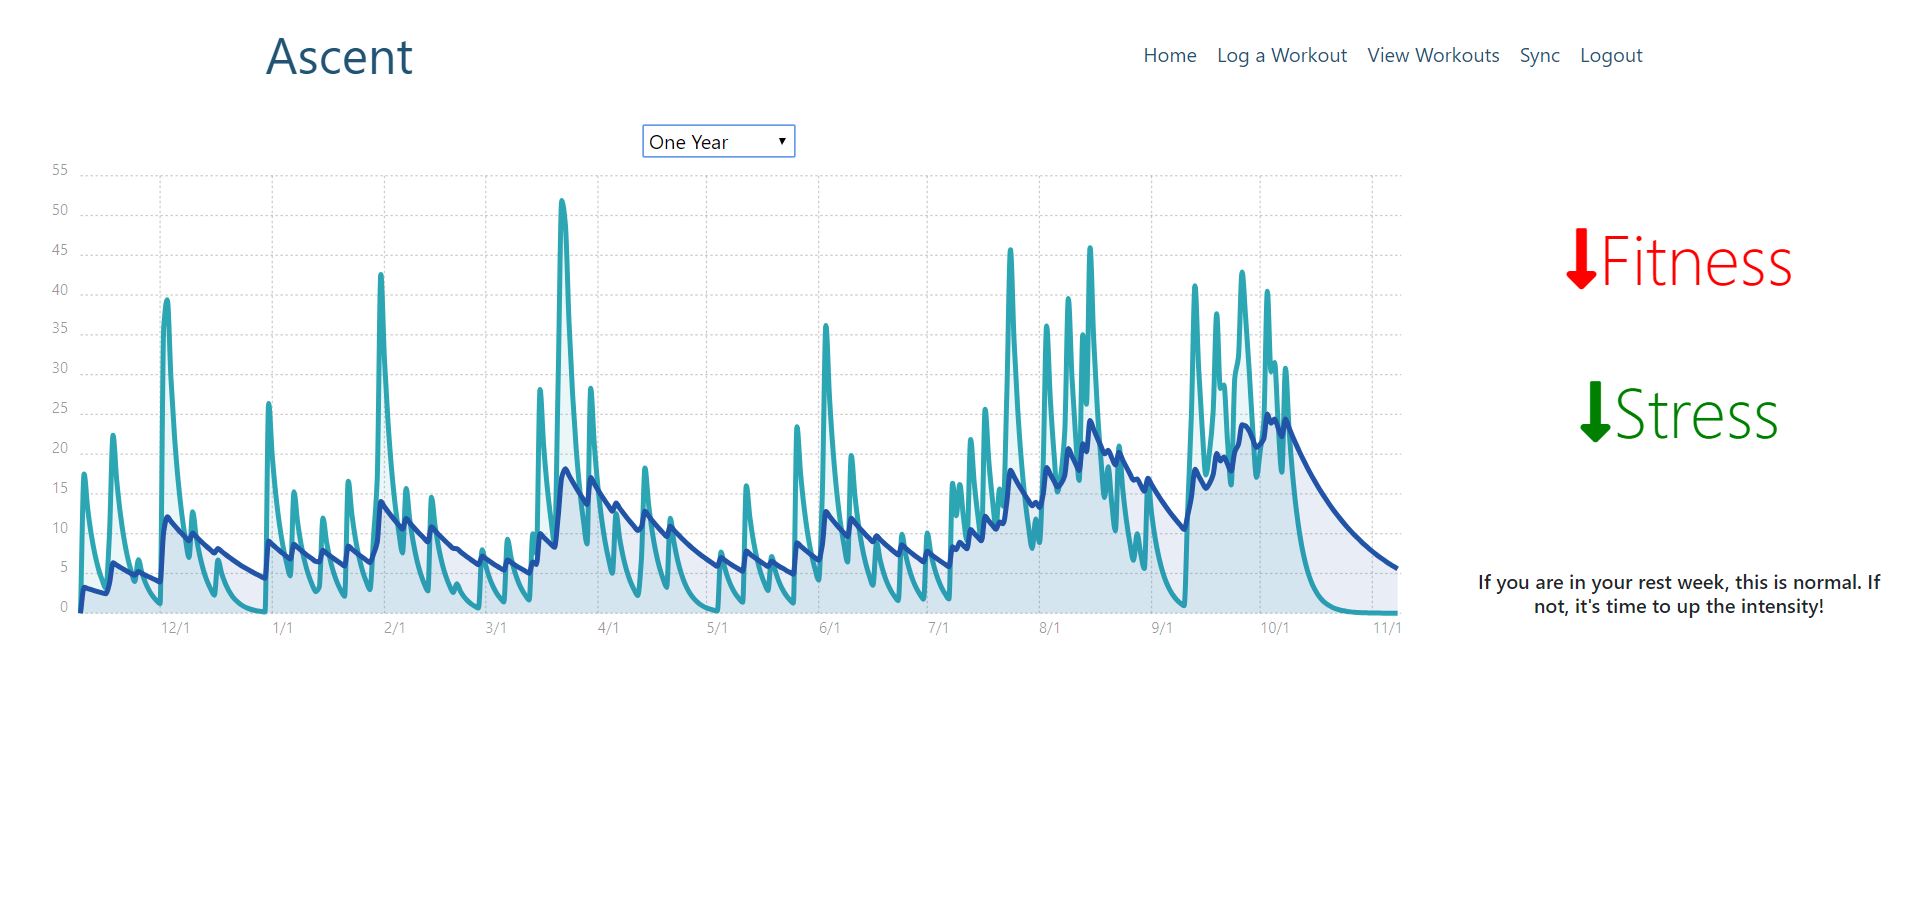 Ascent
Home Log a Workout View Workouts Sync Logout
One Year
55
50
45
40
35
30
25
20
15
10
5
0
12/1 1/1 2/1 3/1 4/1 5/1 6/1 7/1 8/1 9/1 10/1 11/1
Fitness
Stress
If you are in your rest week, this is normal. If
not, it's time to up the intensity!